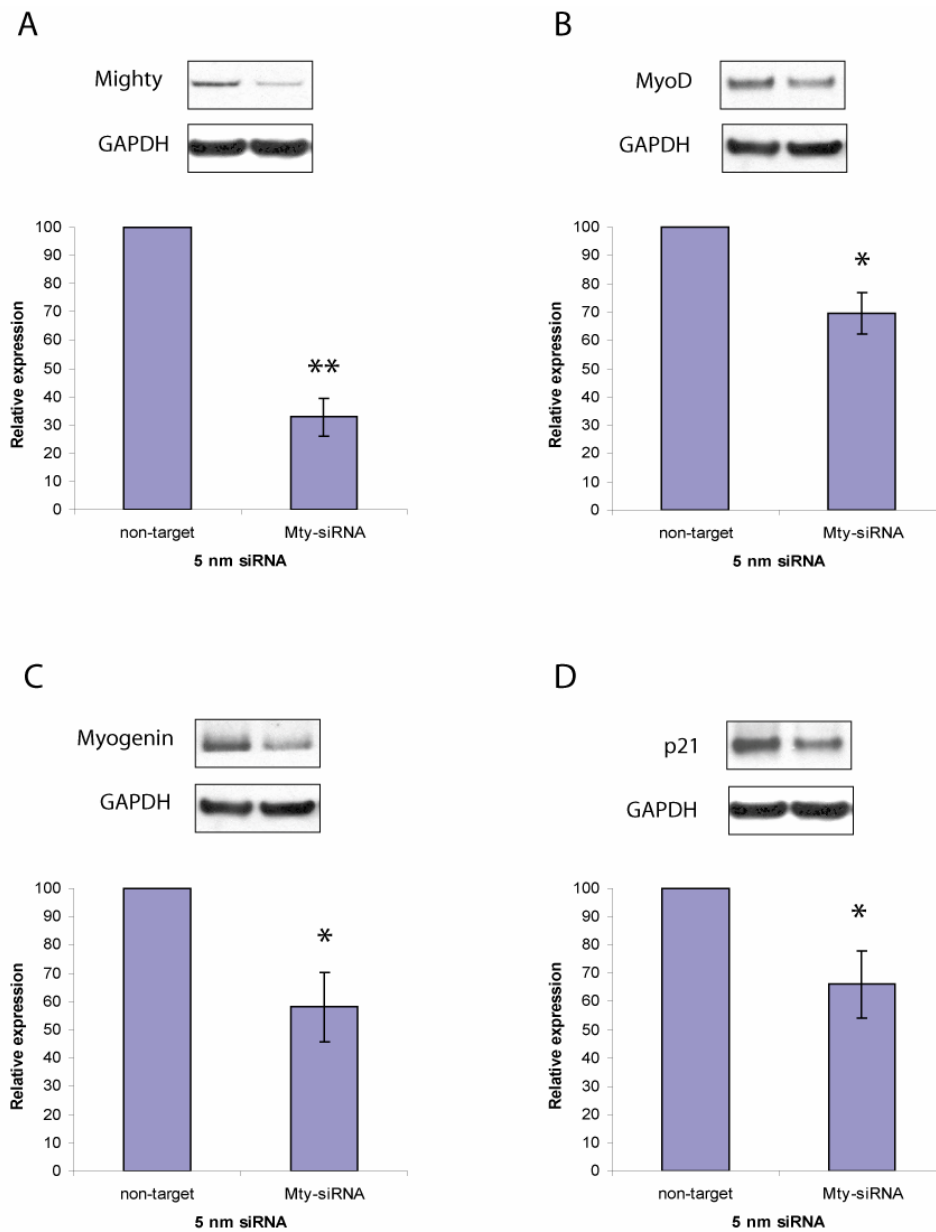 A
Mighty
GAPDH
100
90
80
70
60
50
40
30
20
10
0
Relative expression
**
non-target
Mty-siRNA
5 nm siRNA
B
MyoD
GAPDH
100
90
80
70
60
50
40
30
20
10
0
Relative expression
*
non-target
Mty-siRNA
5 nm siRNA
C
Myogenin
GAPDH
100
90
80
70
60
50
40
30
20
10
0
Relative expression
*
non-target
Mty-siRNA
5 nm siRNA
D
p21
GAPDH
100
90
80
70
60
50
40
30
20
10
0
Relative expression
*
non-target
Mty-siRNA
5 nm siRNA